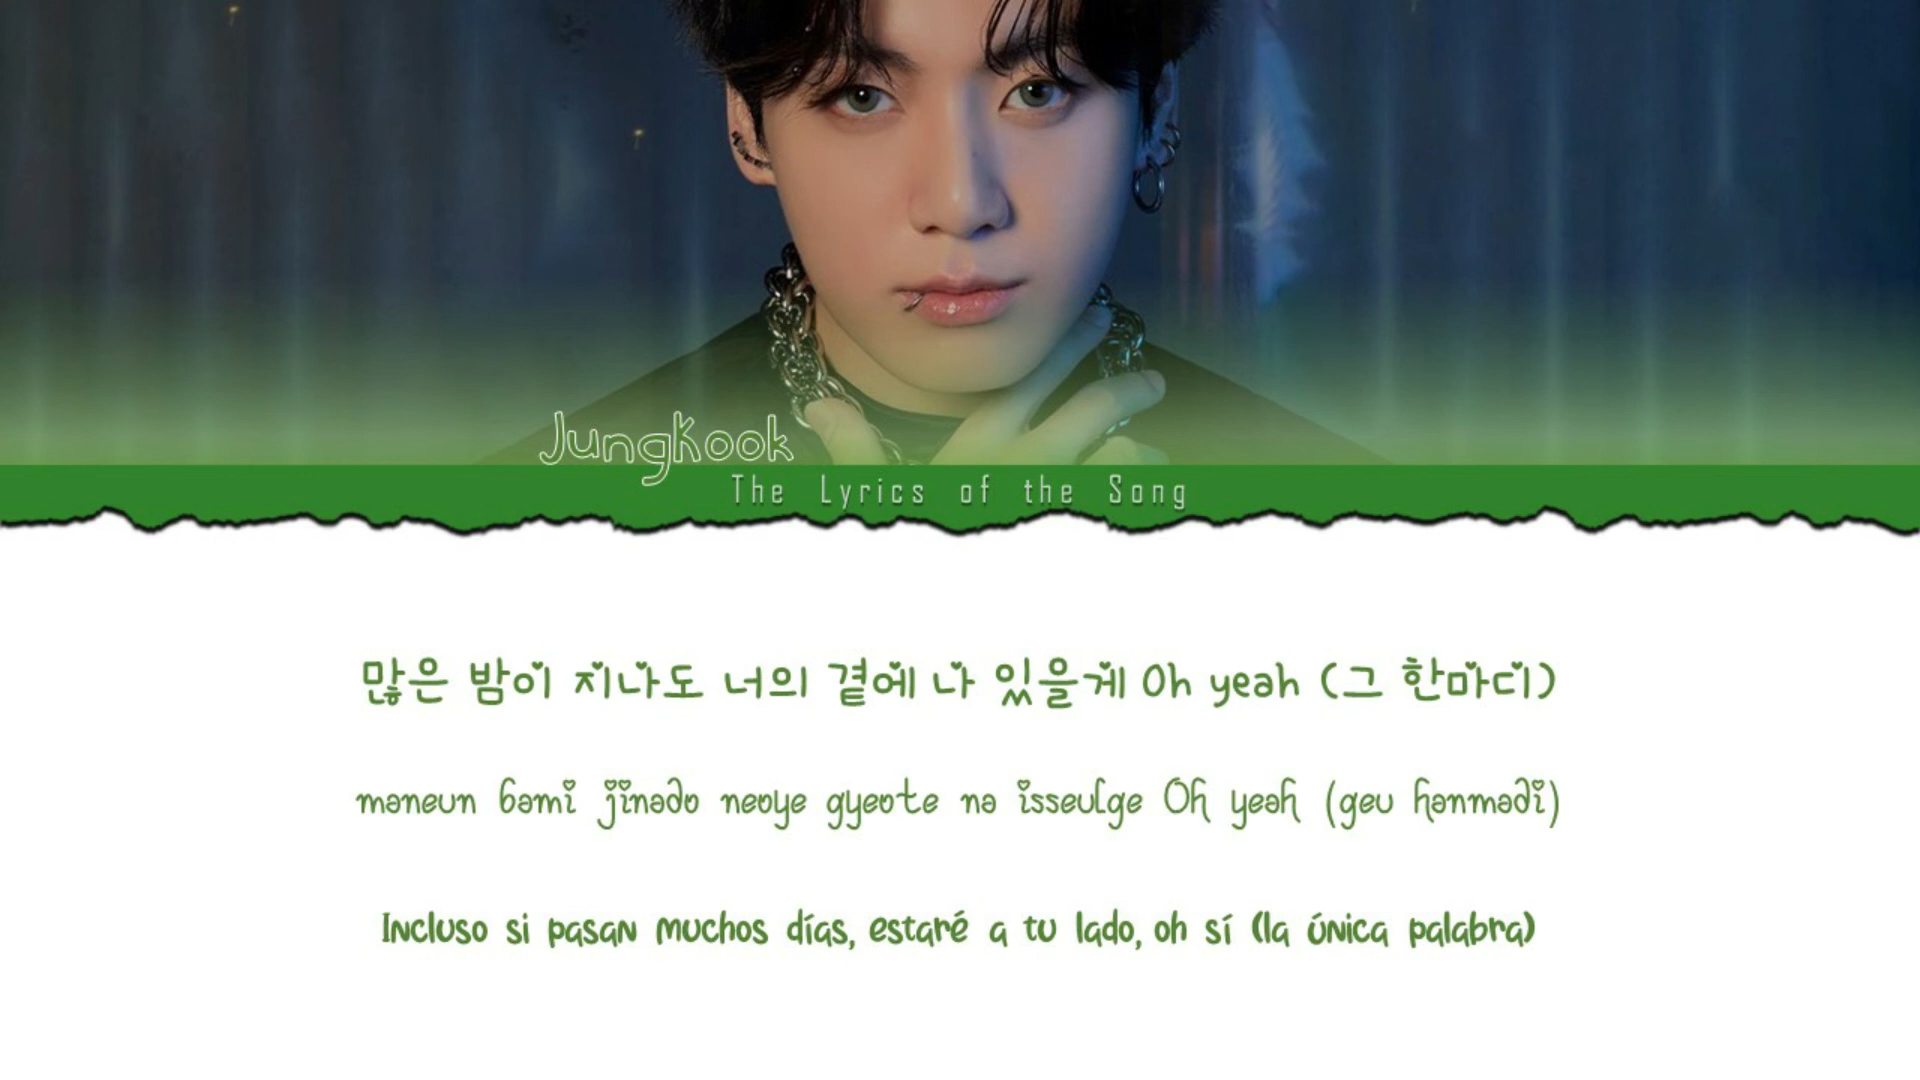 JungKook
The Lyrics of the Song
많은 밤이 지나도 너의 곁에 나 있을게 Oh yeah (그 한마디)
maneun bami jinado neoye gyeote na isseulge Oh yeah (geu hanmadi)
Incluso si pasan muchos días, estaré a tu lado, oh sí (la única palabra)